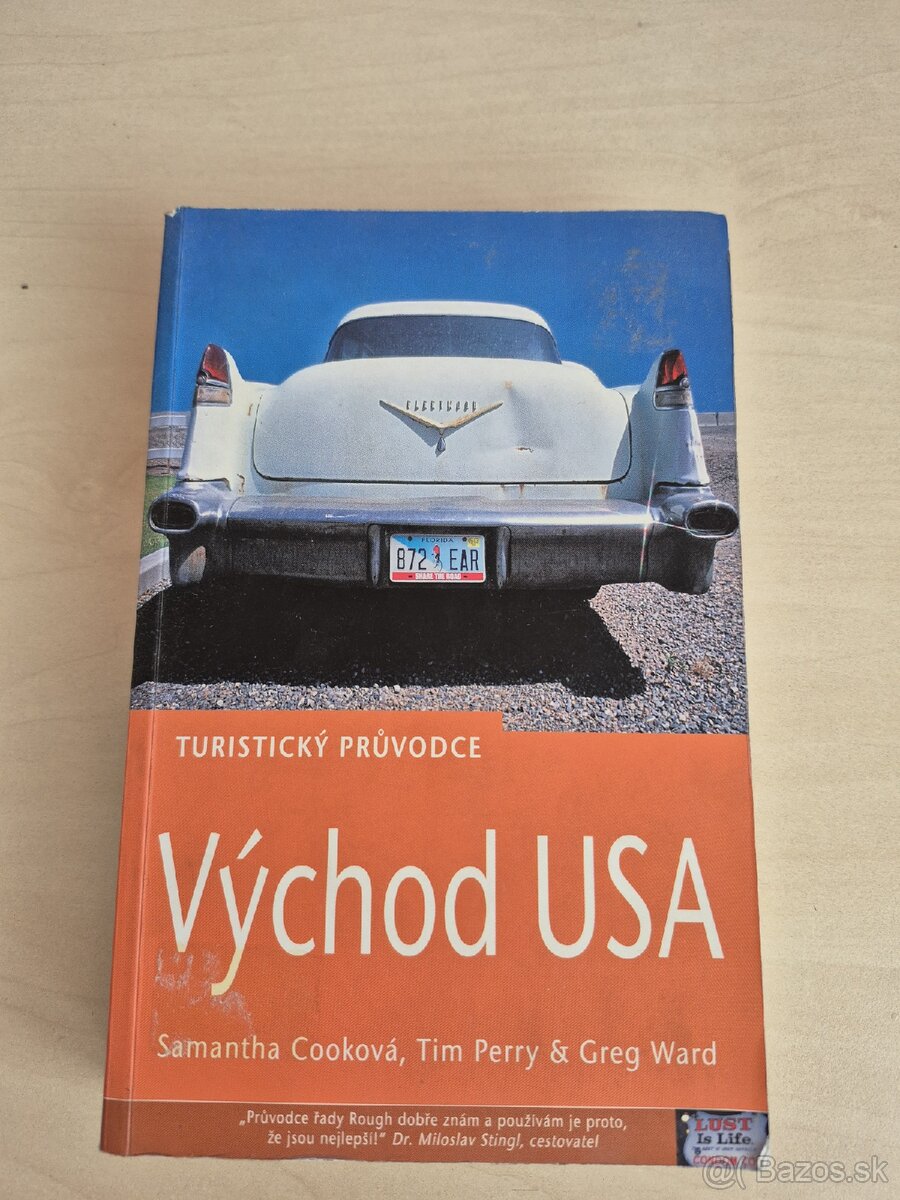 FLEETWOOD
FLORIDA
872 EAR
SHARE THE ROAD
TURISTICKÝ PRŮVODCE
Východ USA
Samantha Cooková, Tim Perry & Greg Ward
„Průvodce řady Rough dobře znám a používám je proto,
že jsou nejlepší!“ Dr. Miloslav Stingl, cestovatel
LUST
Is Life.
Bazos.sk